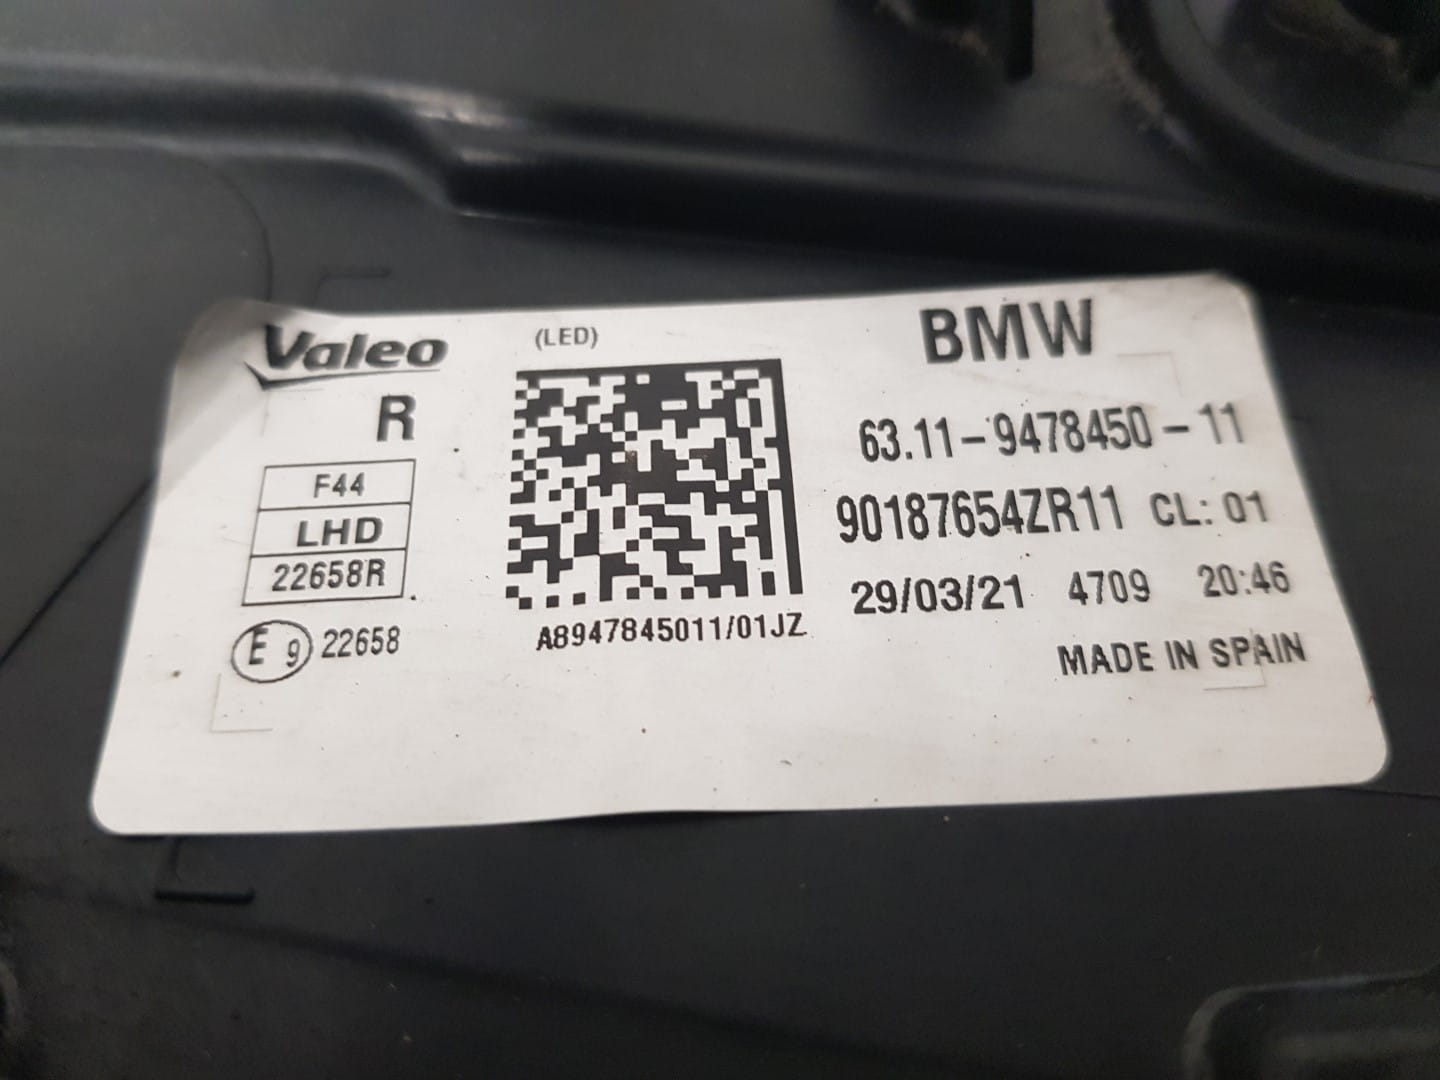 Valeo
(LED)
BMW
R
63.11-9478450-11
F44
LHD
22658R
90187654ZR11 CL: 01
29/03/21 4709 20:46
E 9 22658
A8947845011/01JZ
MADE IN SPAIN